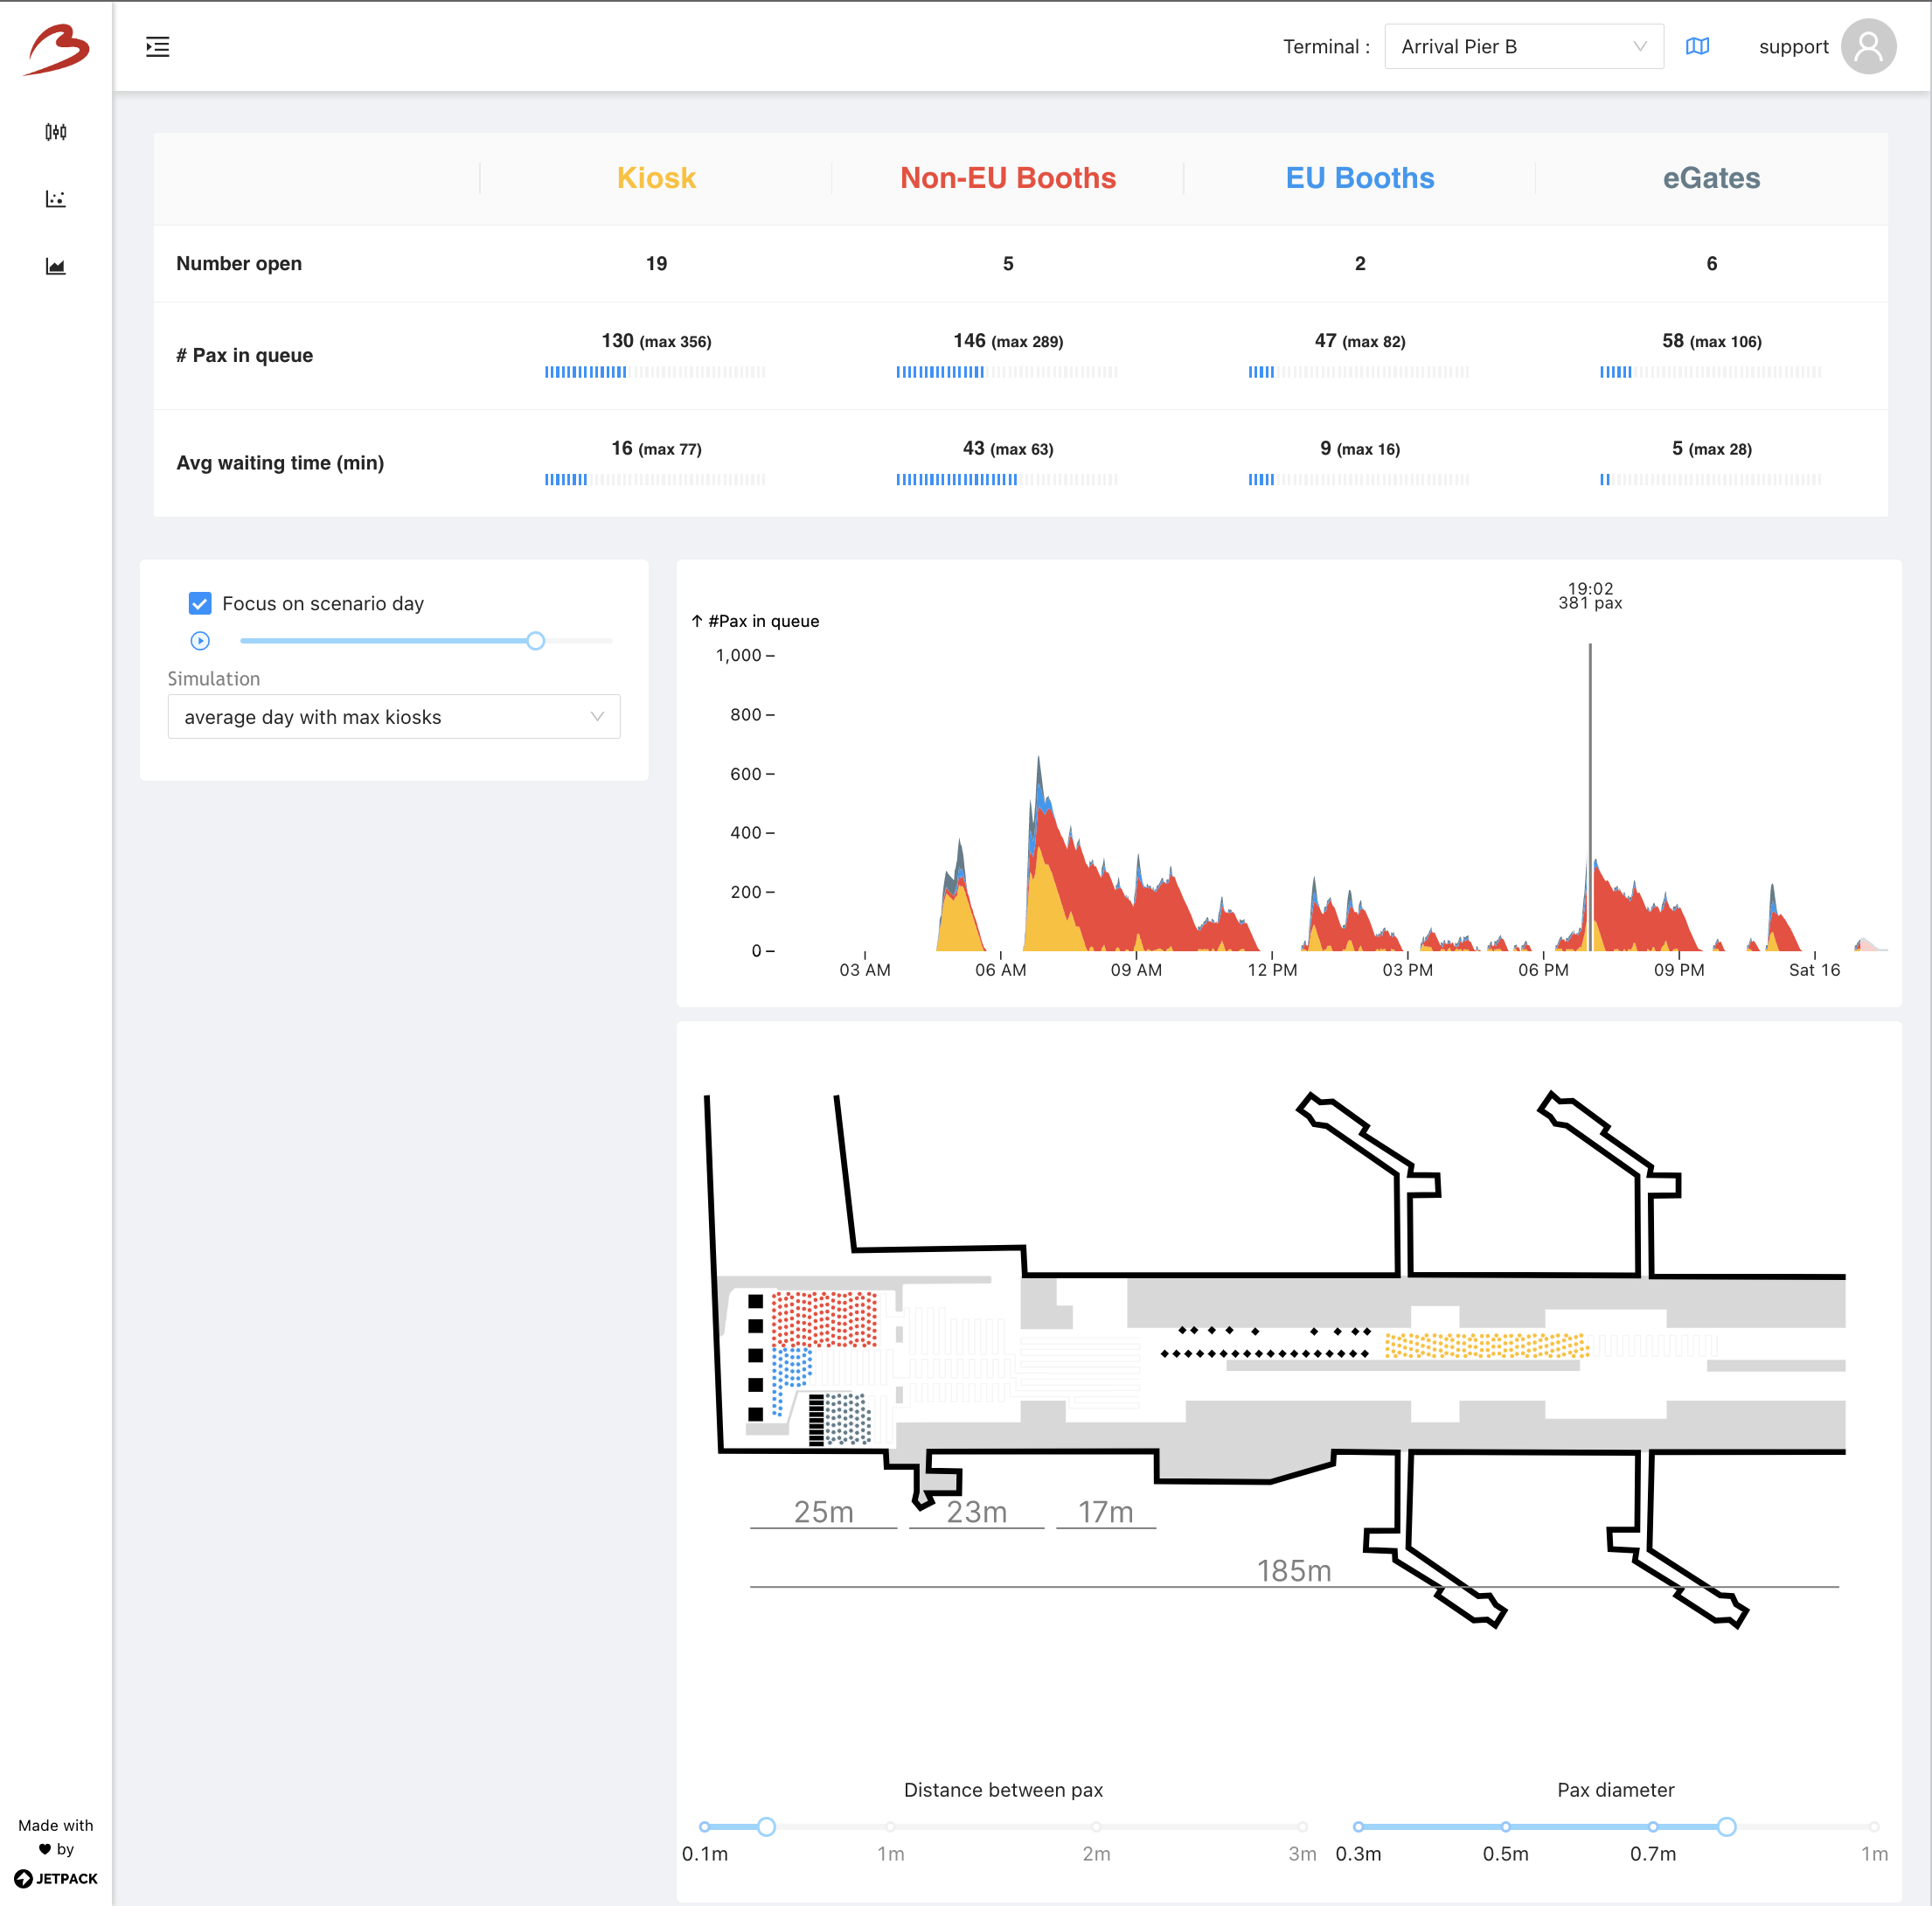 Terminal :
Arrival Pier B
support
Kiosk
Non-EU Booths
EU Booths
eGates
Number open
19
5
2
6
# Pax in queue
130 (max 356)
146 (max 289)
47 (max 82)
58 (max 106)
Avg waiting time (min)
16 (max 77)
43 (max 63)
9 (max 16)
5 (max 28)
Focus on scenario day
Simulation
average day with max kiosks
19:02
381 pax
↑ #Pax in queue
1,000
800
600
400
200
0
03 AM
06 AM
09 AM
12 PM
03 PM
06 PM
09 PM
Sat 16
25m
23m
17m
185m
Distance between pax
0.1m
1m
2m
3m
Pax diameter
0.3m
0.5m
0.7m
1m
Made with
♥ by
JETPACK